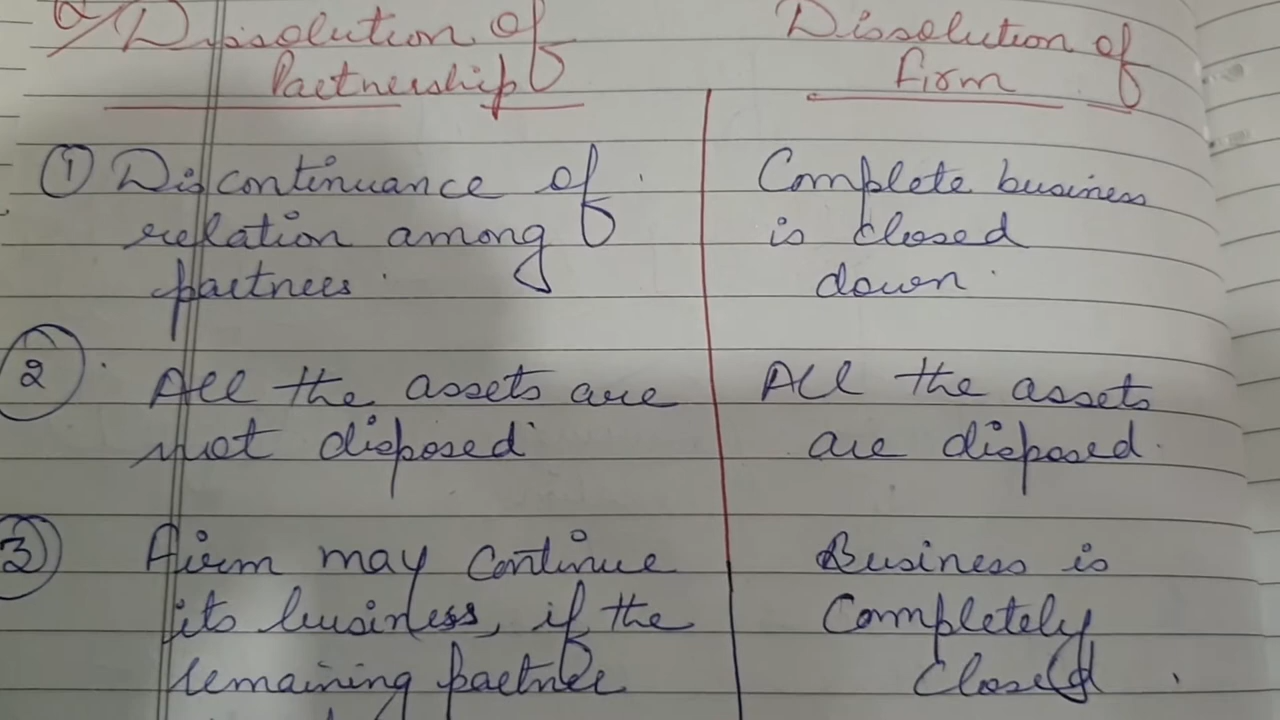 Dissolution of
Partnership
Dissolution of
firm
① Discontinuance of
relation among
partners.
Complete business
is closed
down.
② All the assets are
not disposed
All the assets
are disposed.
③ Firm may continue
its business, if the
remaining partner
Business is
Completely
Closed.